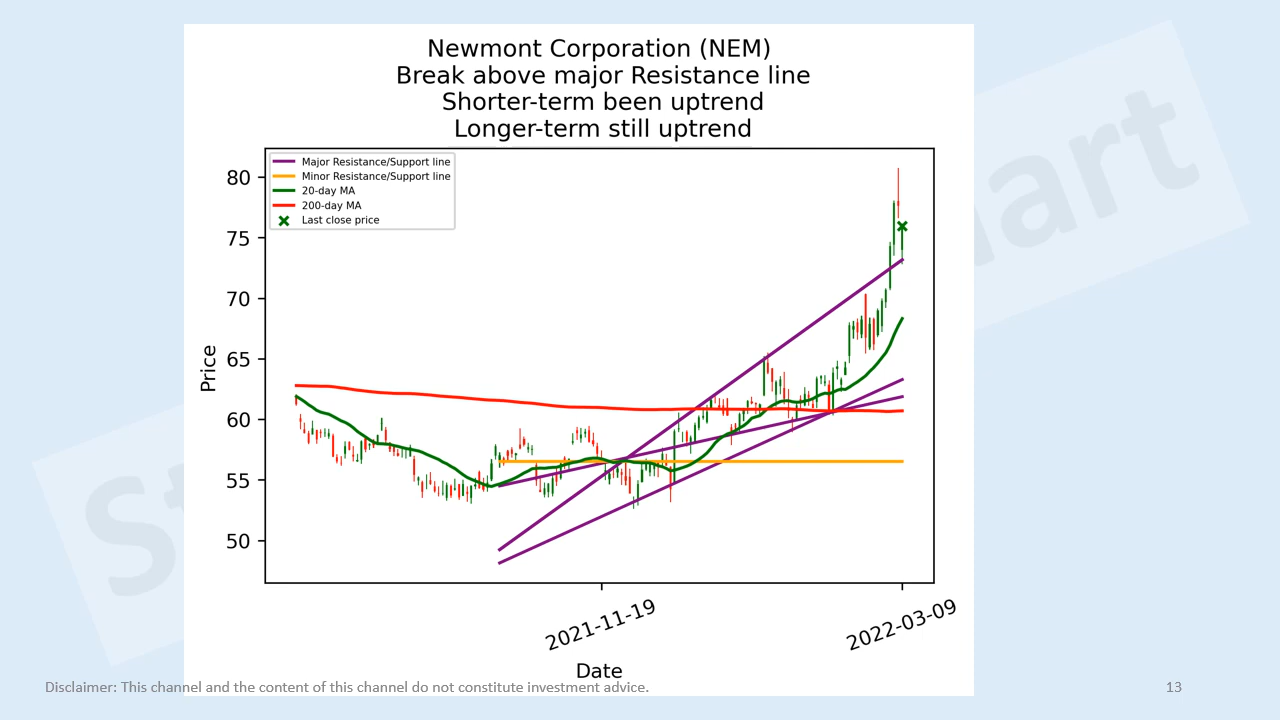 Newmont Corporation (NEM)
Break above major Resistance line
Shorter-term been uptrend
Longer-term still uptrend
Major Resistance/Support line
Minor Resistance/Support line
20-day MA
200-day MA
Last close price
80
75
70
65
60
55
50
Price
2021-11-19
2022-03-09
Date
Disclaimer: This channel and the content of this channel do not constitute investment advice.
13